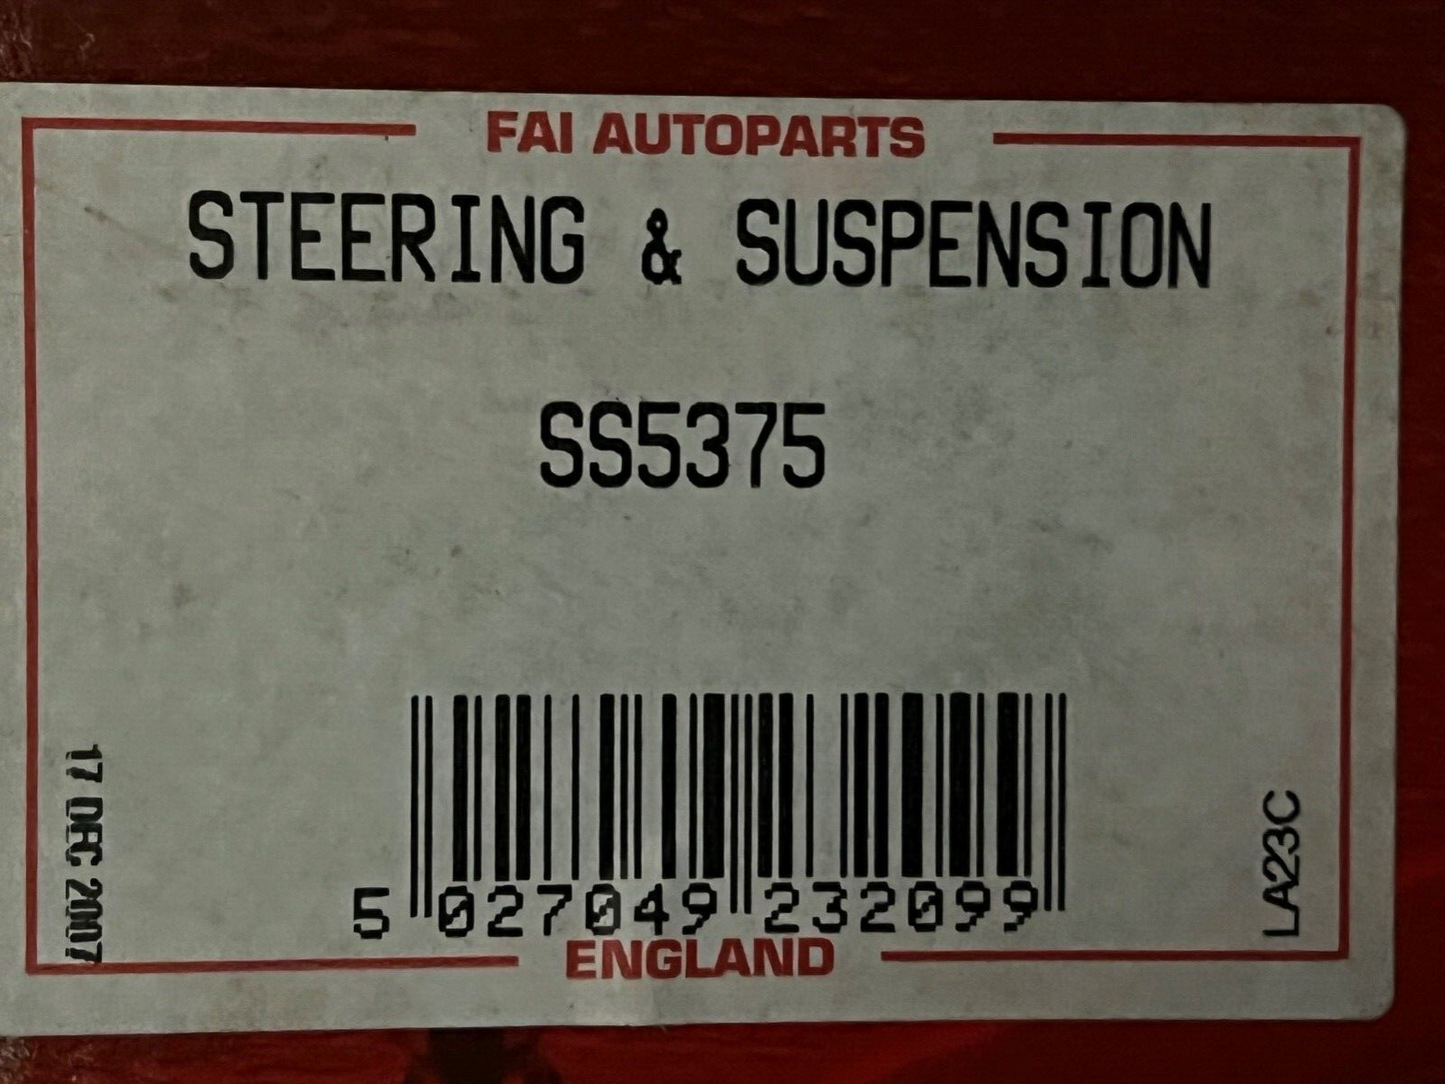 FAI AUTOPARTS
STEERING & SUSPENSION
SS5375
17 DEC 2007
5 027049 232099
LA23C
ENGLAND